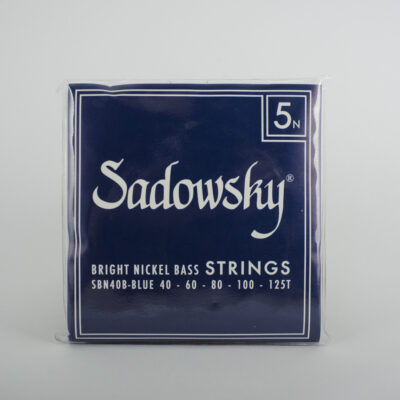 5N
Sadowsky®
BRIGHT NICKEL BASS STRINGS
SBN40B-BLUE 40 - 60 - 80 - 100 - 125T